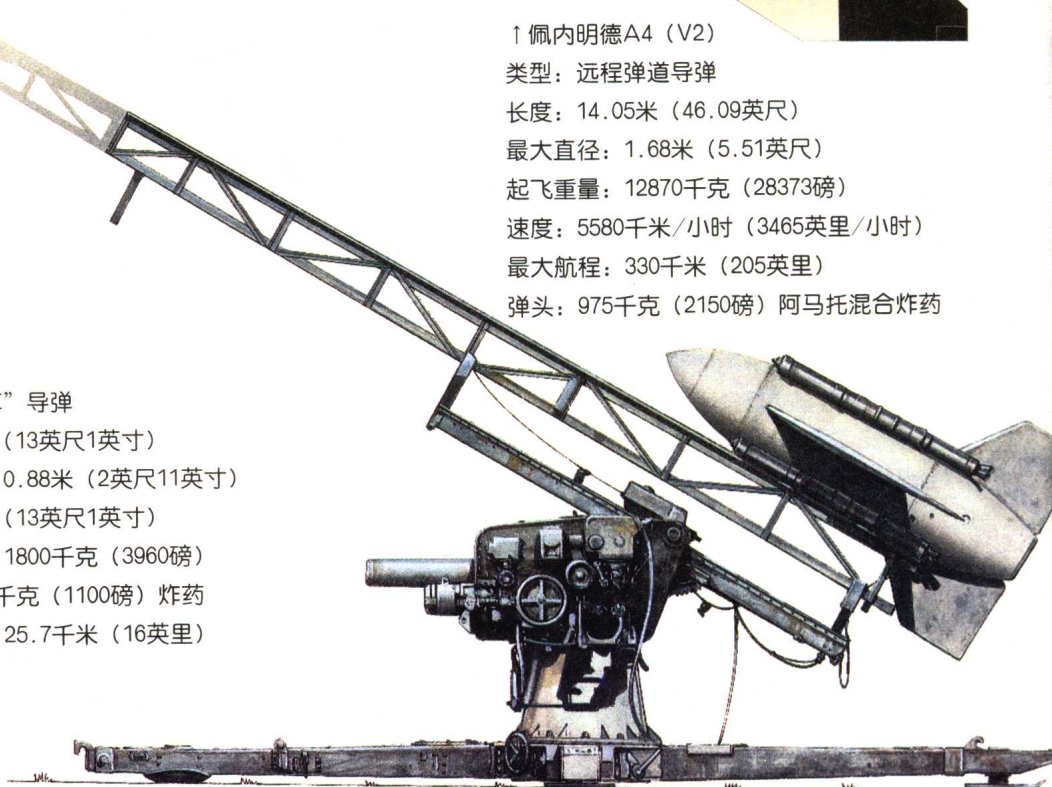 ↑佩内明德A4（V2）
类型：远程弹道导弹
长度：14.05米（46.09英尺）
最大直径：1.68米（5.51英尺）
起飞重量：12870千克（28373磅）
速度：5580千米/小时（3465英里/小时）
最大航程：330千米（205英里）
弹头：975千克（2150磅）阿马托混合炸药
”导弹
（13英尺1英寸）
0.88米（2英尺11英寸）
（13英尺1英寸）
1800千克（3960磅）
千克（1100磅）炸药
25.7千米（16英里）